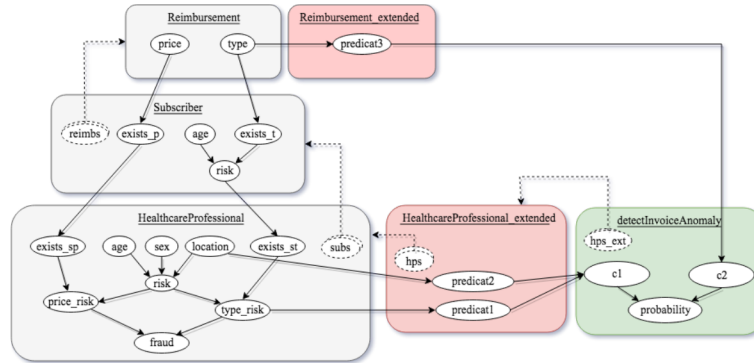 Reimbursement
Reimbursement_extended
price
type
predicat3
Subscriber
reimbs
exists_p
age
exists_t
risk
HealthcareProfessional
HealthcareProfessional_extended
detectInvoiceAnomaly
exists_sp
age
sex
location
exists_st
subs
hps
hps_ext
risk
predicat2
c1
c2
price_risk
type_risk
predicat1
probability
fraud